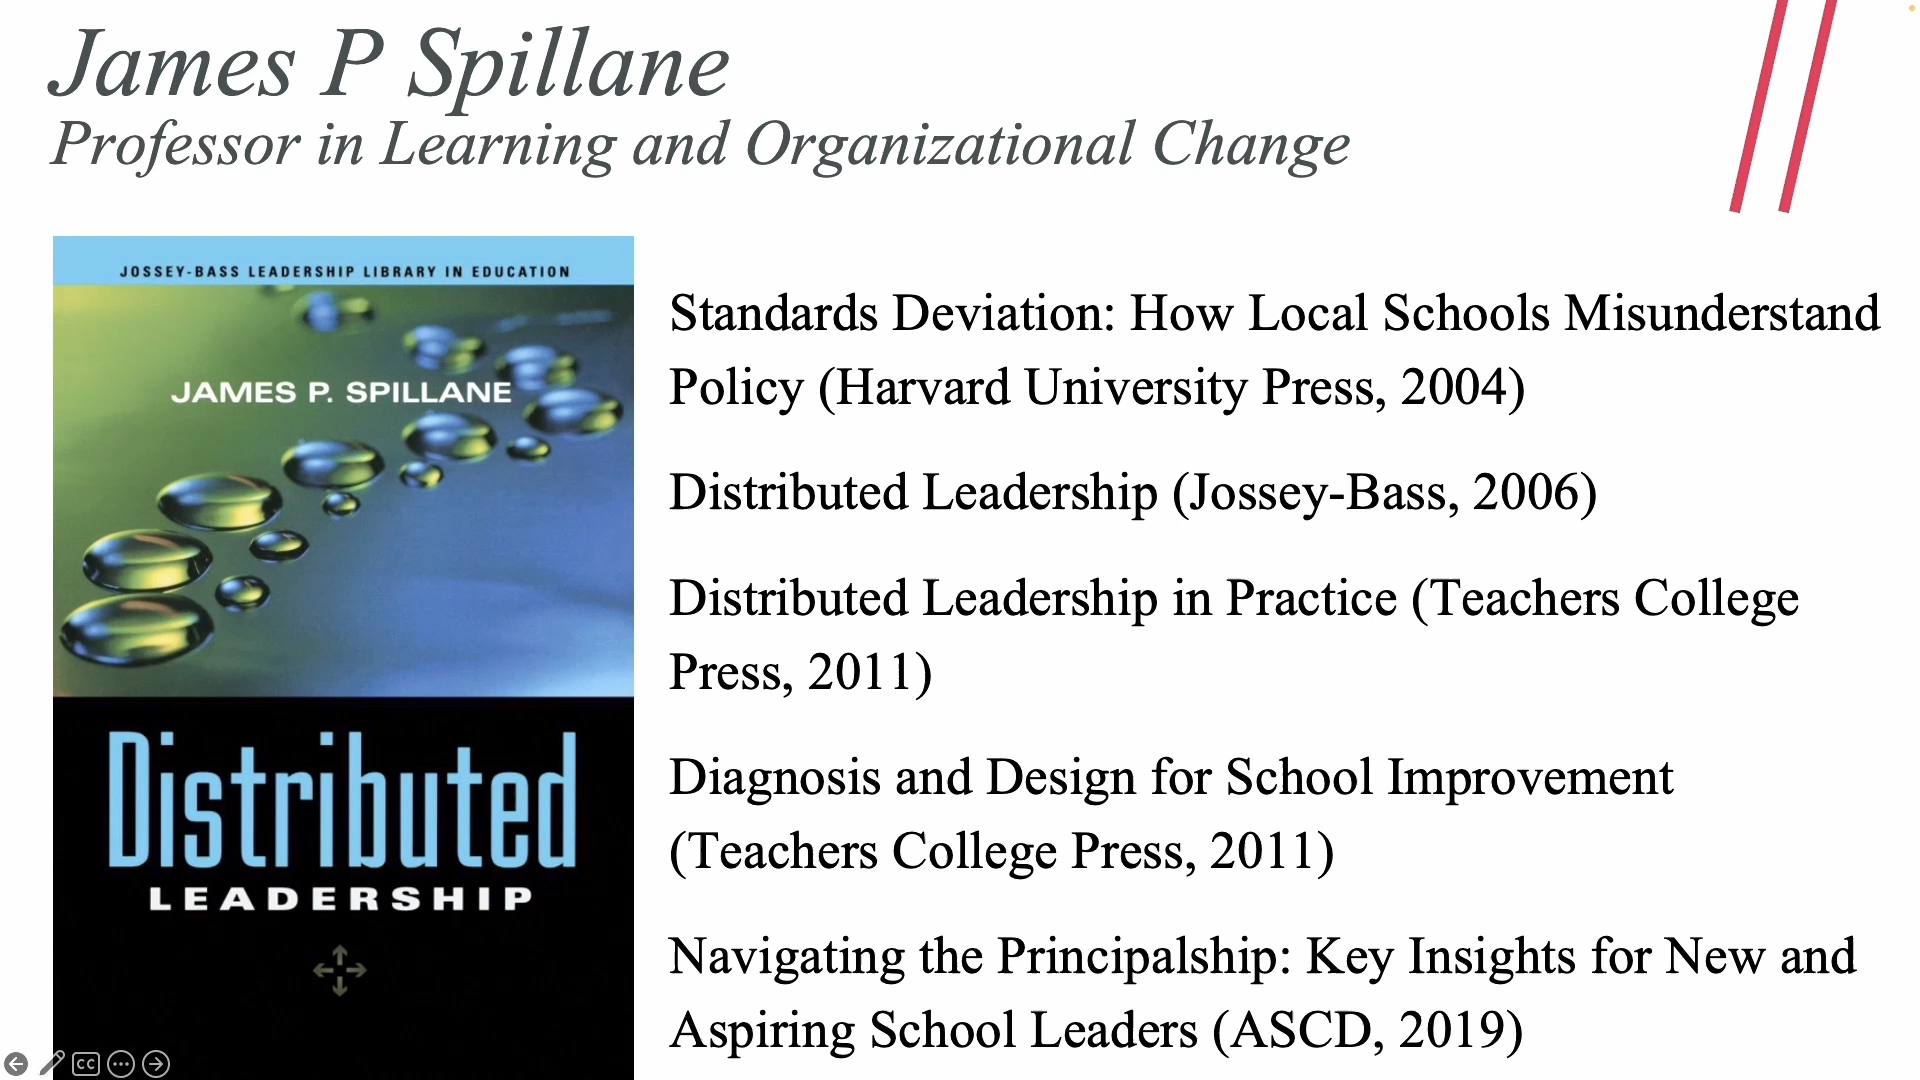 James P Spillane
Professor in Learning and Organizational Change
JOSSEY-BASS LEADERSHIP LIBRARY IN EDUCATION
JAMES P. SPILLANE
Distributed
LEADERSHIP
Standards Deviation: How Local Schools Misunderstand
Policy (Harvard University Press, 2004)
Distributed Leadership (Jossey-Bass, 2006)
Distributed Leadership in Practice (Teachers College
Press, 2011)
Diagnosis and Design for School Improvement
(Teachers College Press, 2011)
Navigating the Principalship: Key Insights for New and
Aspiring School Leaders (ASCD, 2019)
CC